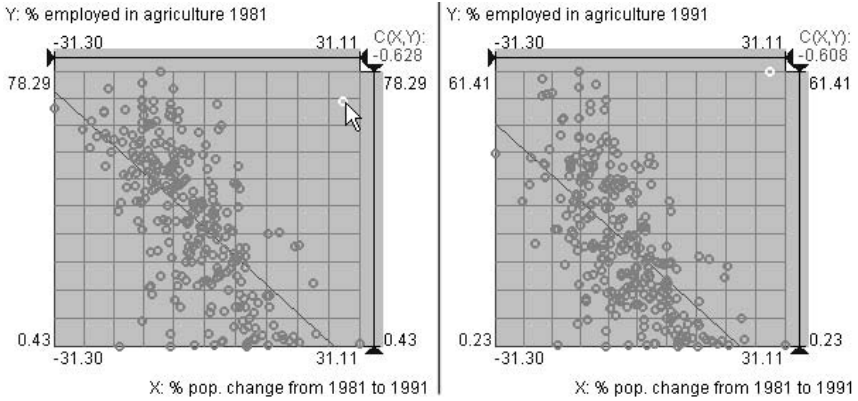 Y: % employed in agriculture 1981
-31.30 31.11 C(X,Y):
-0.628
78.29 78.29
0.43 0.43
-31.30 31.11
X: % pop. change from 1981 to 1991
Y: % employed in agriculture 1991
-31.30 31.11 C(X,Y):
-0.608
61.41 61.41
0.23 0.23
-31.30 31.11
X: % pop. change from 1981 to 1991